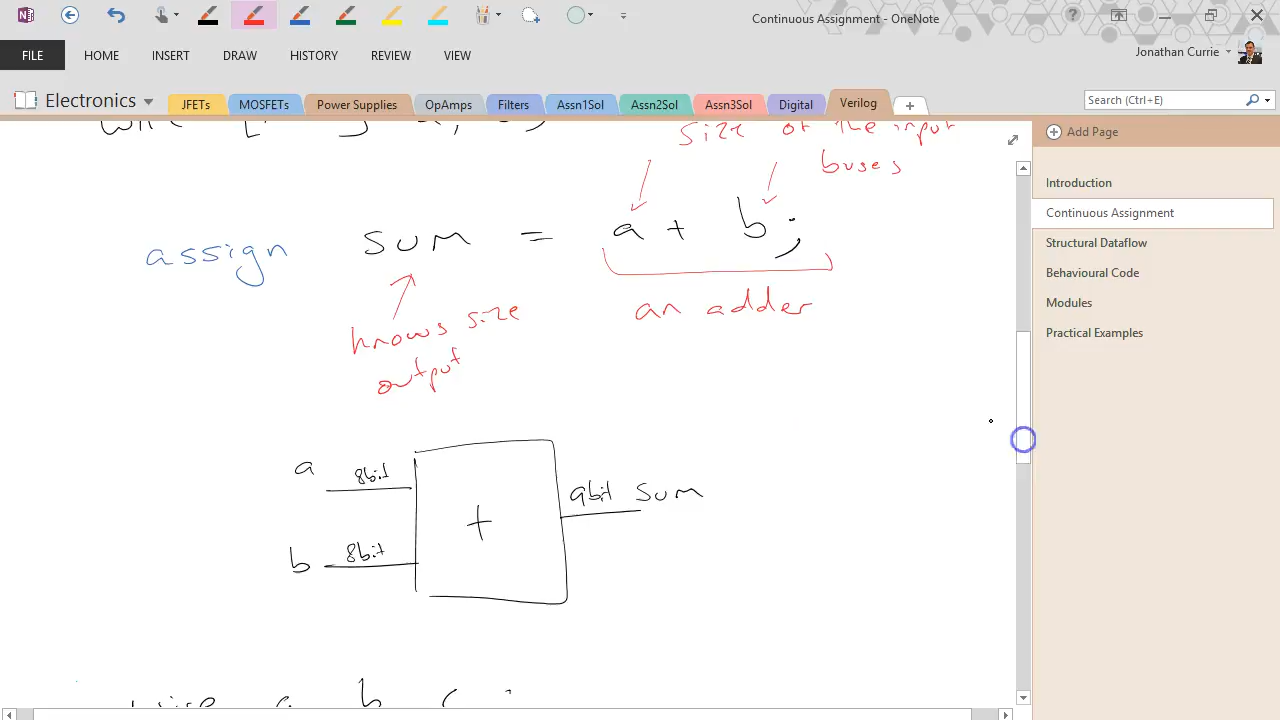 Continuous Assignment - OneNote
FILE HOME INSERT DRAW HISTORY REVIEW VIEW
Jonathan Currie
Electronics JFETs MOSFETs Power Supplies OpAmps Filters Assn1Sol Assn2Sol Assn3Sol Digital Verilog
Search (Ctrl+E)
Add Page
Introduction
Continuous Assignment
Structural Dataflow
Behavioural Code
Modules
Practical Examples
size of the input
buses
assign sum = a + b;
knows size
output
an adder
a 8bit
+
9bit sum
b 8bit
wire a b c